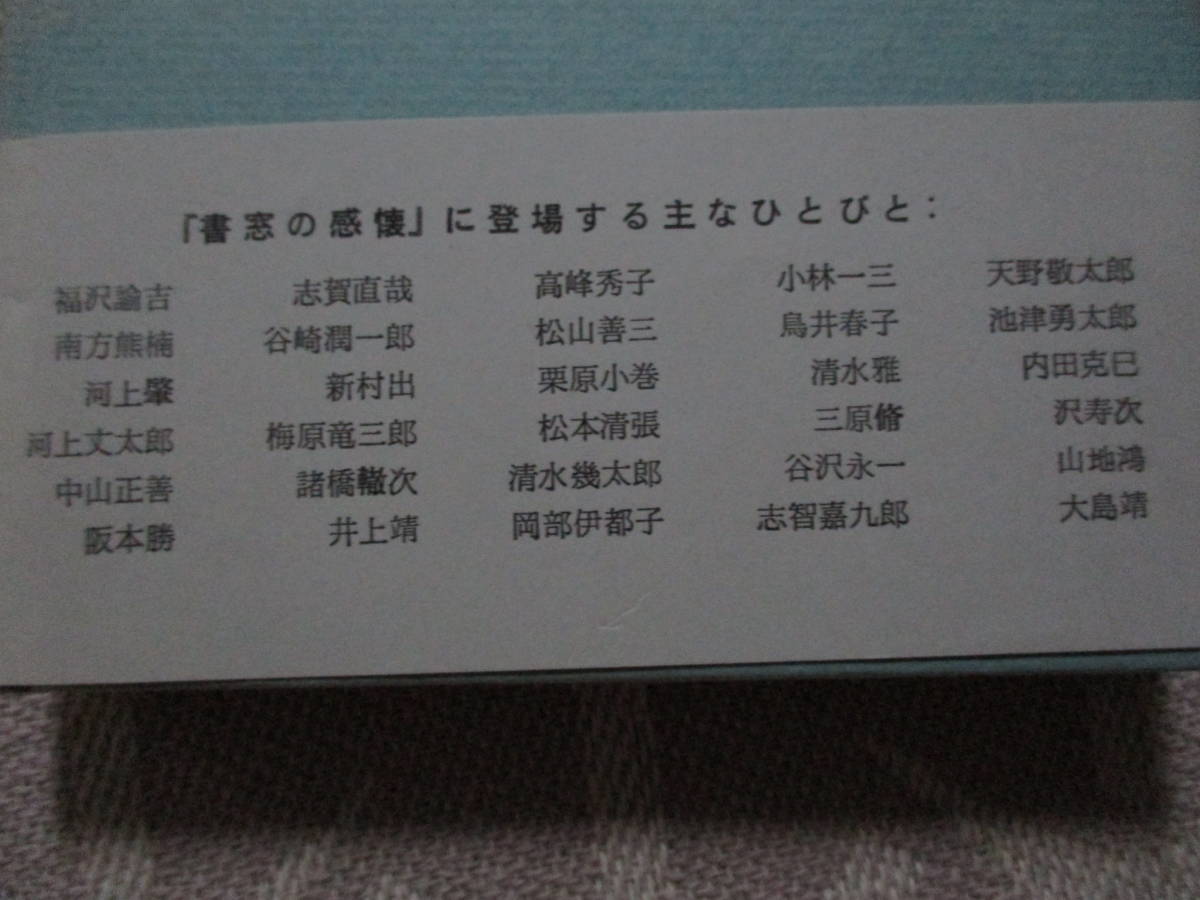 『書窓の感懐』に登場する主なひとびと：
福沢諭吉 志賀直哉 高峰秀子 小林一三 天野敬太郎
南方熊楠 谷崎潤一郎 松山善三 鳥井春子 池津勇太郎
河上肇 新村出 栗原小巻 清水雅 内田克巳
河上丈太郎 梅原竜三郎 松本清張 三原脩 沢寿次
中山正善 諸橋轍次 清水幾太郎 谷沢永一 山地鴻
阪本勝 井上靖 岡部伊都子 志智嘉九郎 大島靖